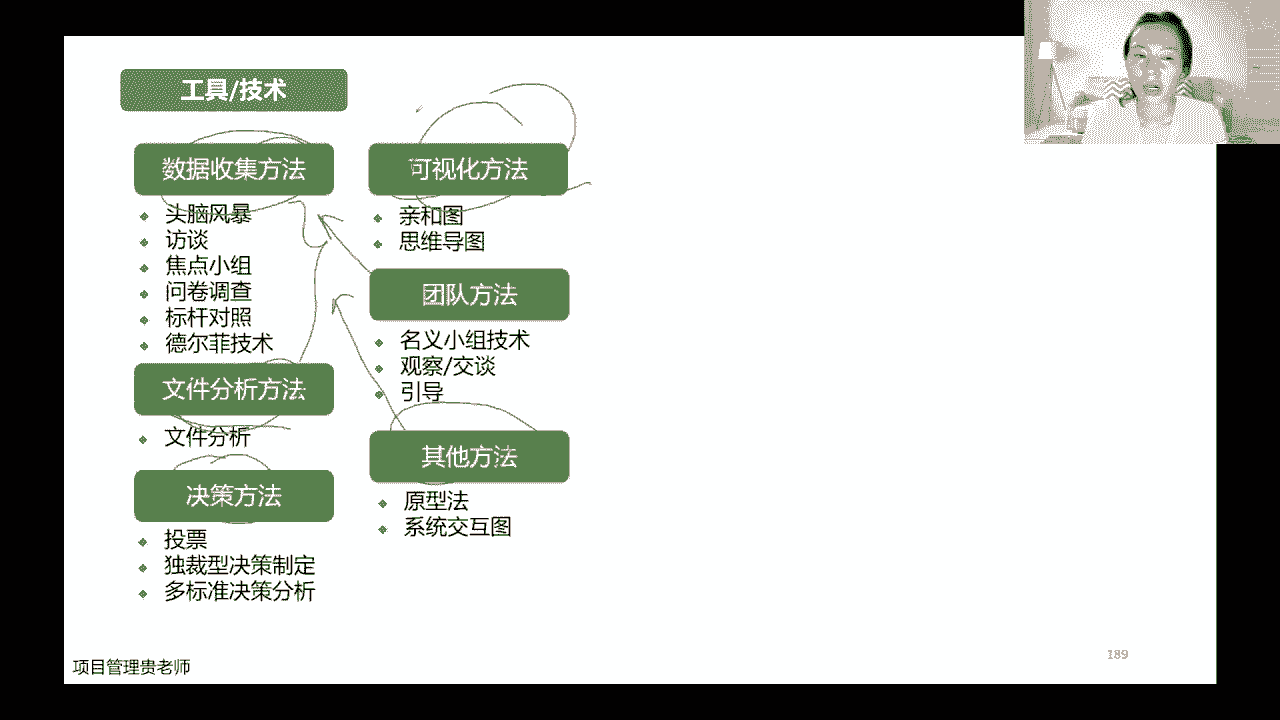 工具/技术
数据收集方法
头脑风暴
访谈
焦点小组
问卷调查
标杆对照
德尔菲技术
文件分析方法
文件分析
决策方法
投票
独裁型决策制定
多标准决策分析
可视化方法
亲和图
思维导图
团队方法
名义小组技术
观察/交谈
引导
其他方法
原型法
系统交互图
项目管理贵老师
189